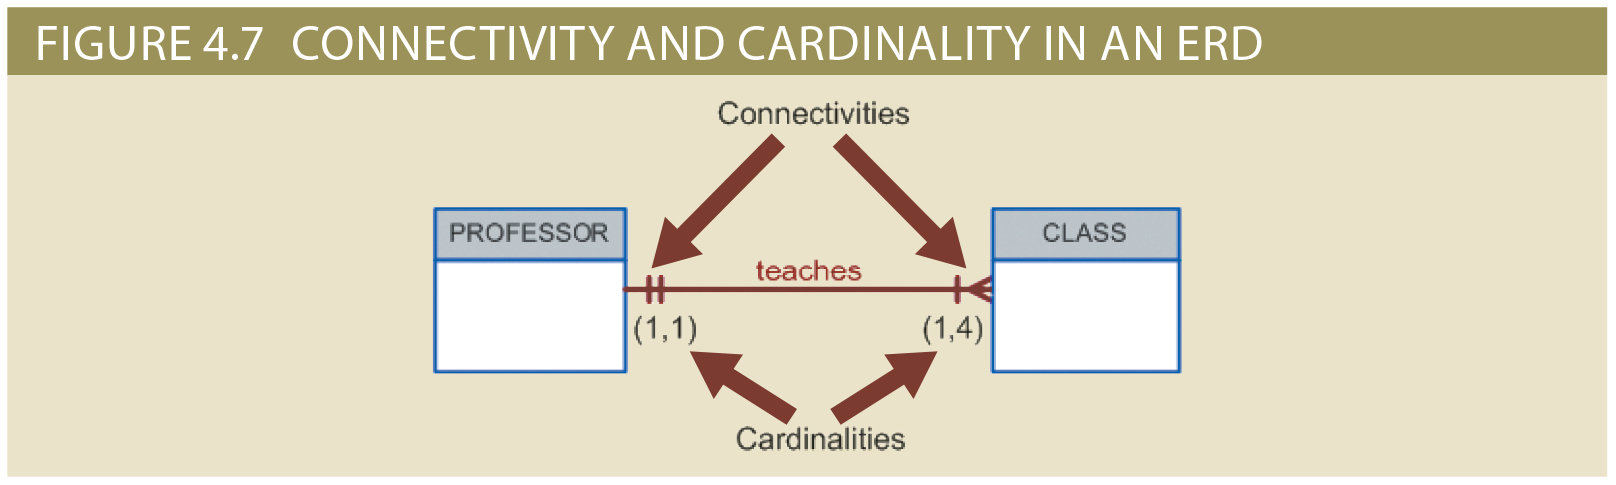 FIGURE 4.7 CONNECTIVITY AND CARDINALITY IN AN ERD
Connectivities
PROFESSOR
teaches
CLASS
(1,1)
(1,4)
Cardinalities